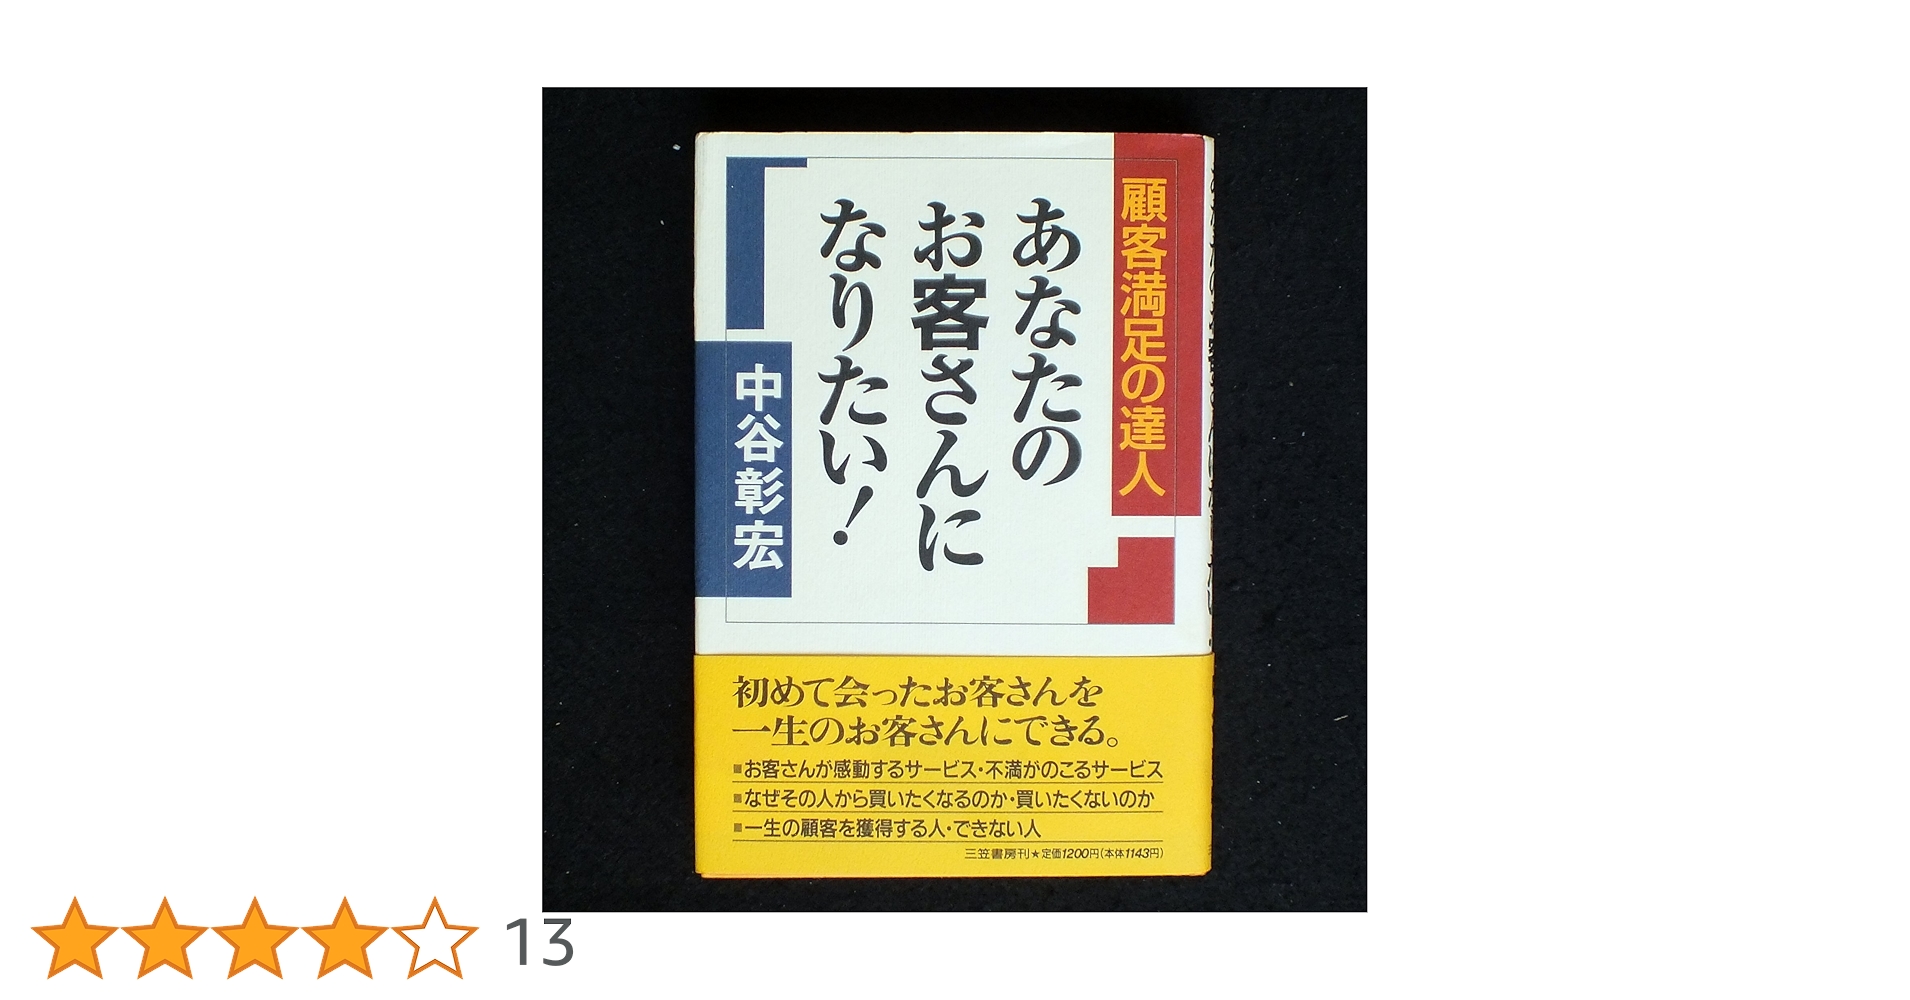 顧客満足の達人
あなたの
お客さんに
なりたい!
中谷彰宏
初めて会ったお客さんを
一生のお客さんにできる。
■お客さんが感動するサービス・不満がのこるサービス
■なぜその人から買いたくなるのか・買いたくないのか
■一生の顧客を獲得する人・できない人
三笠書房刊★定価1200円(本体1143円)
13